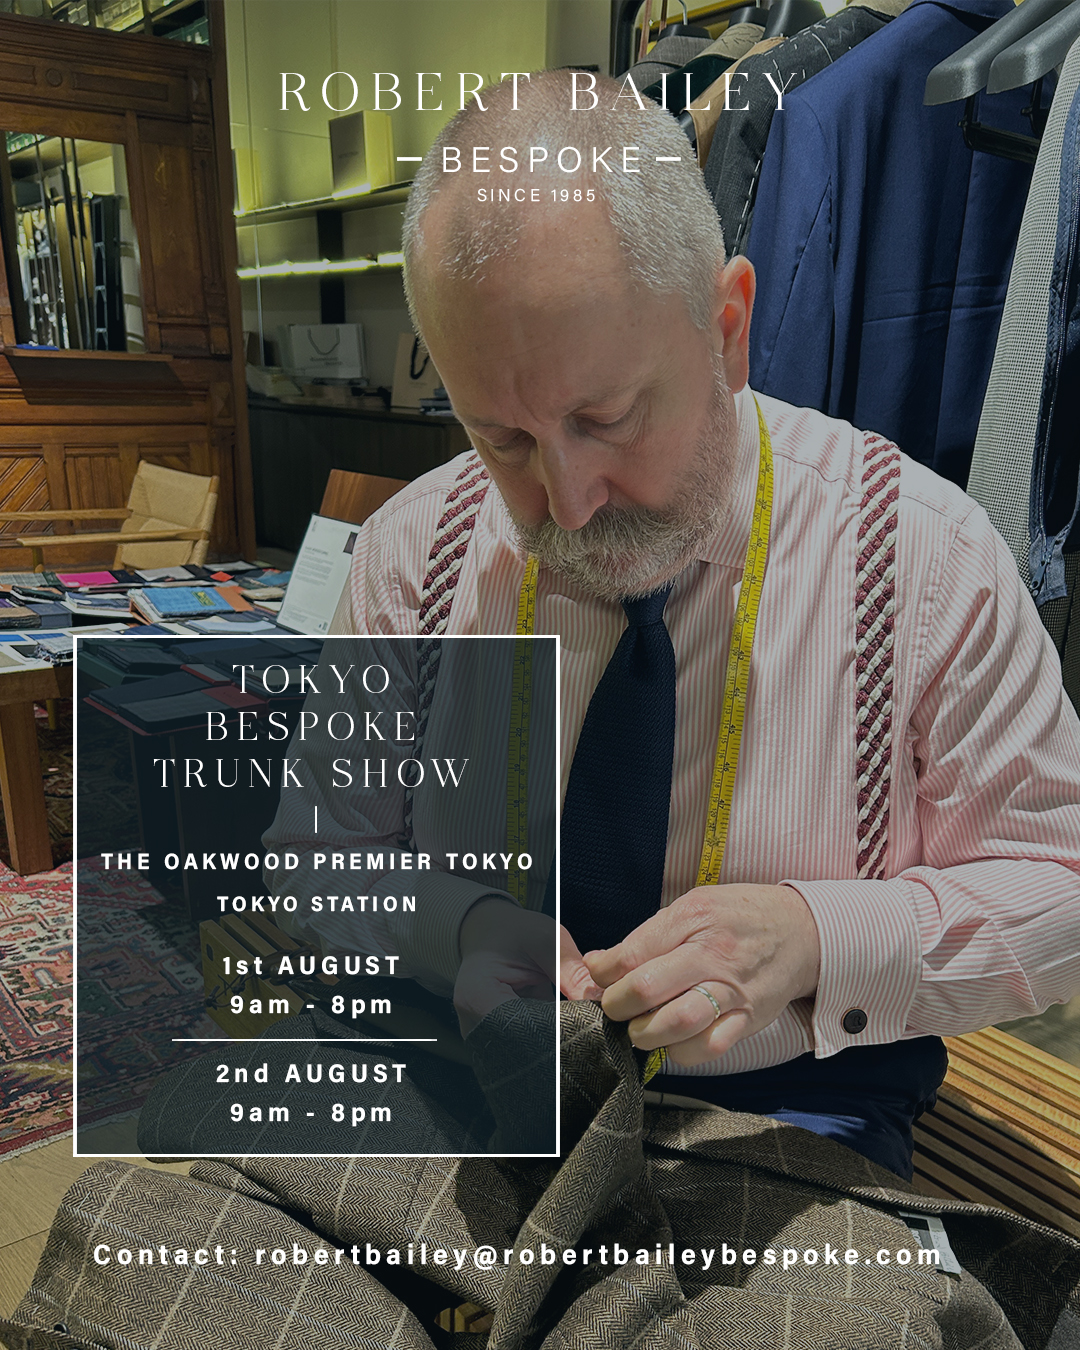 ROBERT BAILEY
BESPOKE
SINCE 1985
TOKYO
BESPOKE
TRUNK SHOW
THE OAKWOOD PREMIER TOKYO
TOKYO STATION
1st AUGUST
9am - 8pm
2nd AUGUST
9am - 8pm
Contact: robertbailey@robertbaileybespoke.com